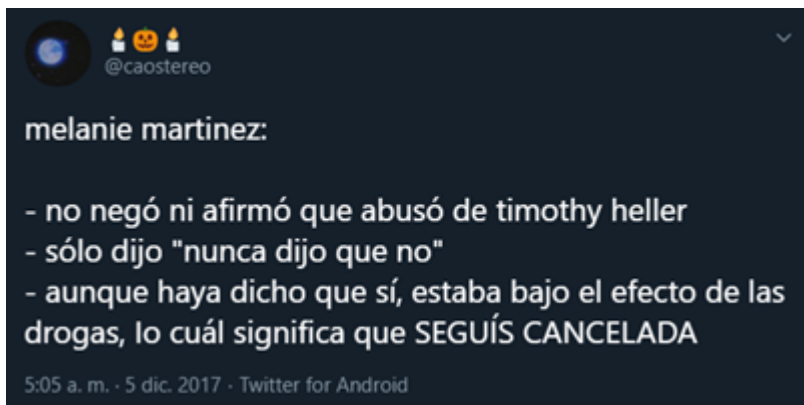 🕯️🎃🕯️
@caostereo
melanie martinez:
- no negó ni afirmó que abusó de timothy heller
- sólo dijo "nunca dijo que no"
- aunque haya dicho que sí, estaba bajo el efecto de las
drogas, lo cuál significa que SEGUÍS CANCELADA
5:05 a. m. · 5 dic. 2017 · Twitter for Android